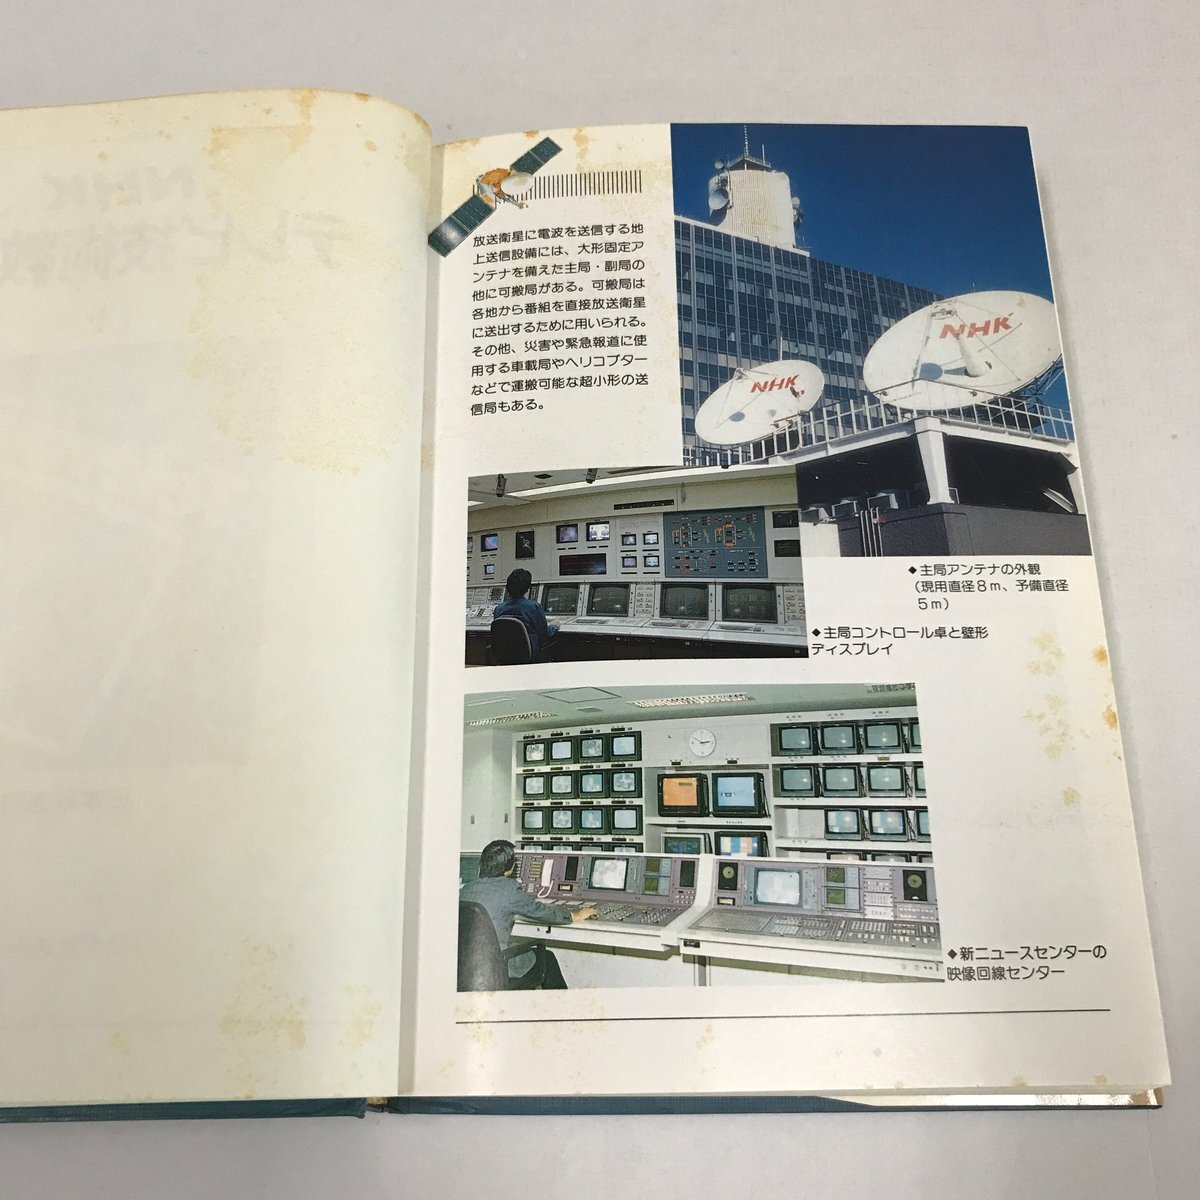 放送衛星に電波を送信する地
上送信設備には、大形固定ア
ンテナを備えた主局・副局の
他に可搬局がある。可搬局は
各地から番組を直接放送衛星
に送出するために用いられる。
その他、災害や緊急報道に使
用する車載局やヘリコプター
などで運搬可能な超小形の送
信局もある。
NHK
NHK
◆主局アンテナの外観
（現用直径８ｍ、予備直径
５ｍ）
◆主局コントロール卓と壁形
ディスプレイ
◆新ニュースセンターの
映像回線センター